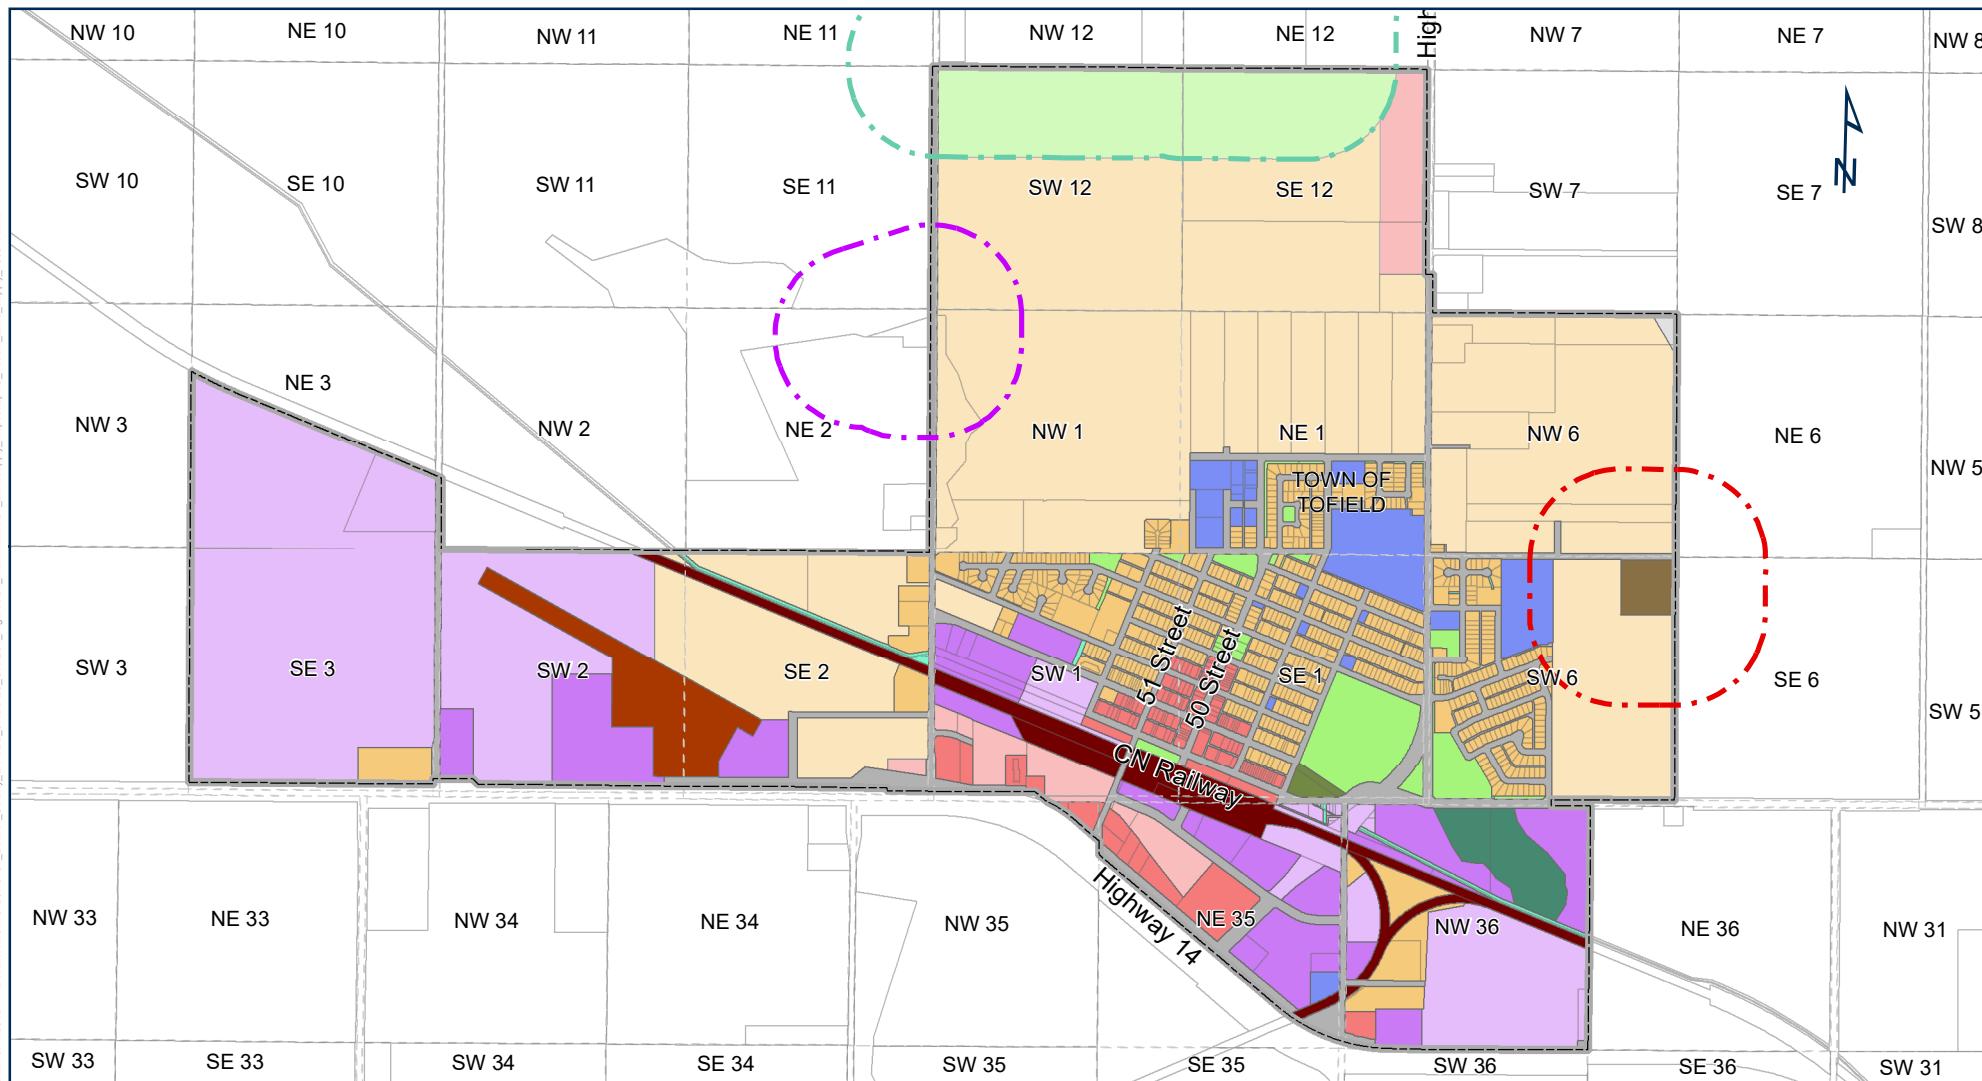 NW 10
NE 10
NW 11
NE 11
NW 12
NE 12
High
NW 7
NE 7
NW 8
SW 10
SE 10
SW 11
SE 11
SW 12
SE 12
SW 7
SE 7
N
SW 8
NW 3
NE 3
NW 2
NE 2
NW 1
NE 1
NW 6
NE 6
NW 5
TOWN OF
TOFIELD
SW 3
SE 3
SW 2
SE 2
SW 1
51 Street
50 Street
SE 1
SW 6
SE 6
SW 5
CN Railway
Highway 14
NW 33
NE 33
NW 34
NE 34
NW 35
NE 35
NW 36
NE 36
NW 31
SW 33
SE 33
SW 34
SE 34
SW 35
SE 35
SW 36
SE 36
SW 31